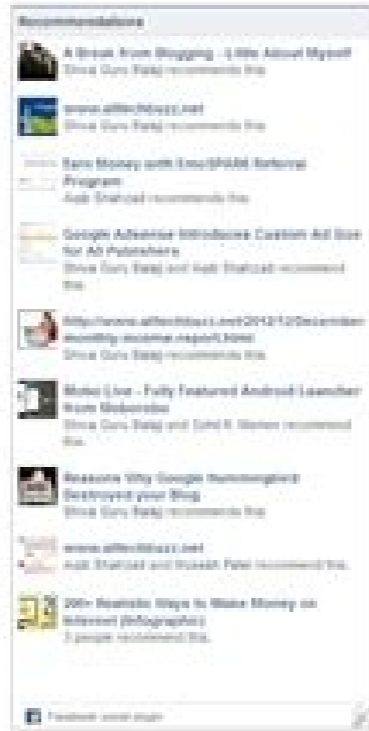 Recommendations
A Break from Blogging - Little About Myself
Shiva Guru Balaji recommends this.
www.alltechbuzz.net
Shiva Guru Balaji recommends this.
Earn Money with Referral
Program
Aqib Shahzad recommends this.
Google Adsense Introduces Custom Ad Size
for All Publishers
Shiva Guru Balaji and Aqib Shahzad recommend
this.
http://www.alltechbuzz.net/2012/12/december-
monthly-income-report.html
Shiva Guru Balaji recommends this.
Mobo Live - Fully Featured Android Launcher
from Moborobo
Shiva Guru Balaji and recommend
this.
Reasons Why Google Hummingbird
Destroyed your Blog
Shiva Guru Balaji recommends this.
www.alltechbuzz.net
Aqib Shahzad and Patel recommend this.
200+ Realistic Ways to Make Money on
Internet (Infographic)
3 people recommend this.
Facebook social plugin